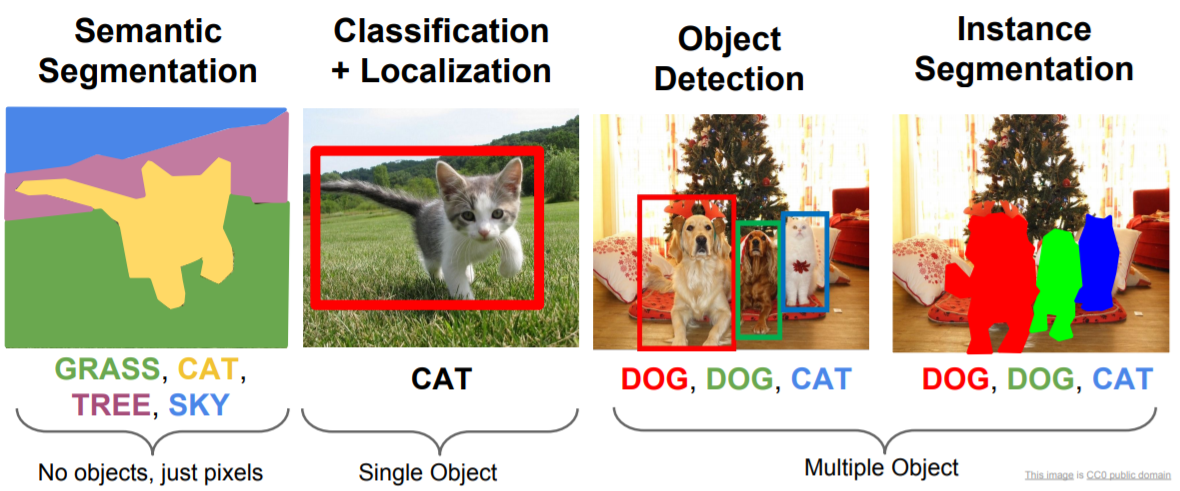 Semantic
Segmentation
Classification
+ Localization
Object
Detection
Instance
Segmentation
GRASS, CAT,
TREE, SKY
CAT
DOG, DOG, CAT
DOG, DOG, CAT
No objects, just pixels
Single Object
Multiple Object
This image is CC0 public domain